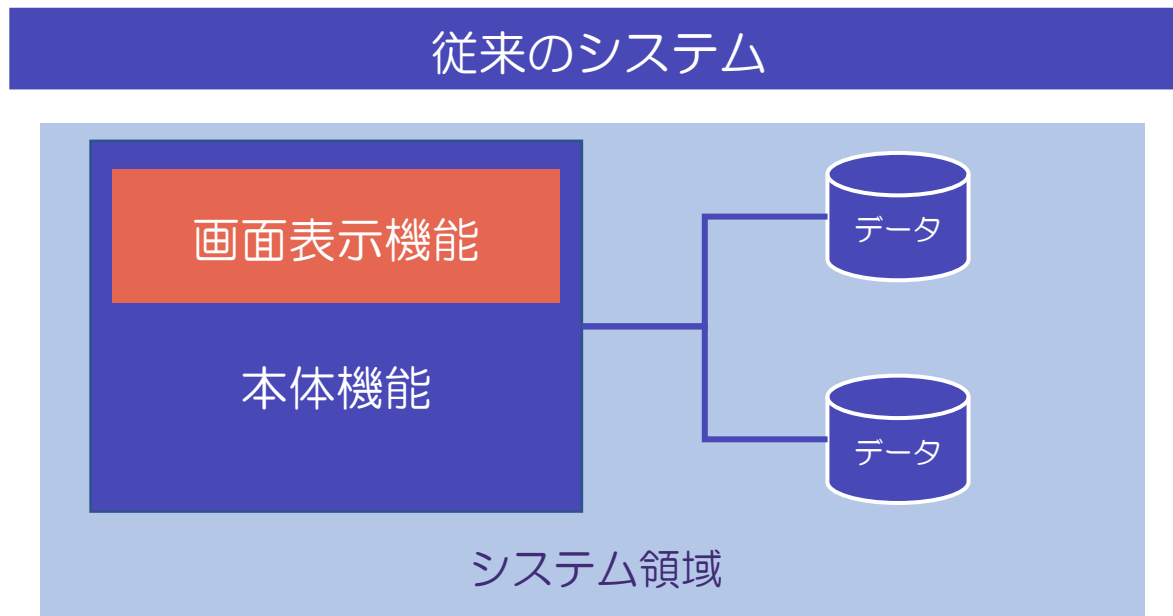 従来のシステム
画面表示機能
本体機能
データ
データ
システム領域